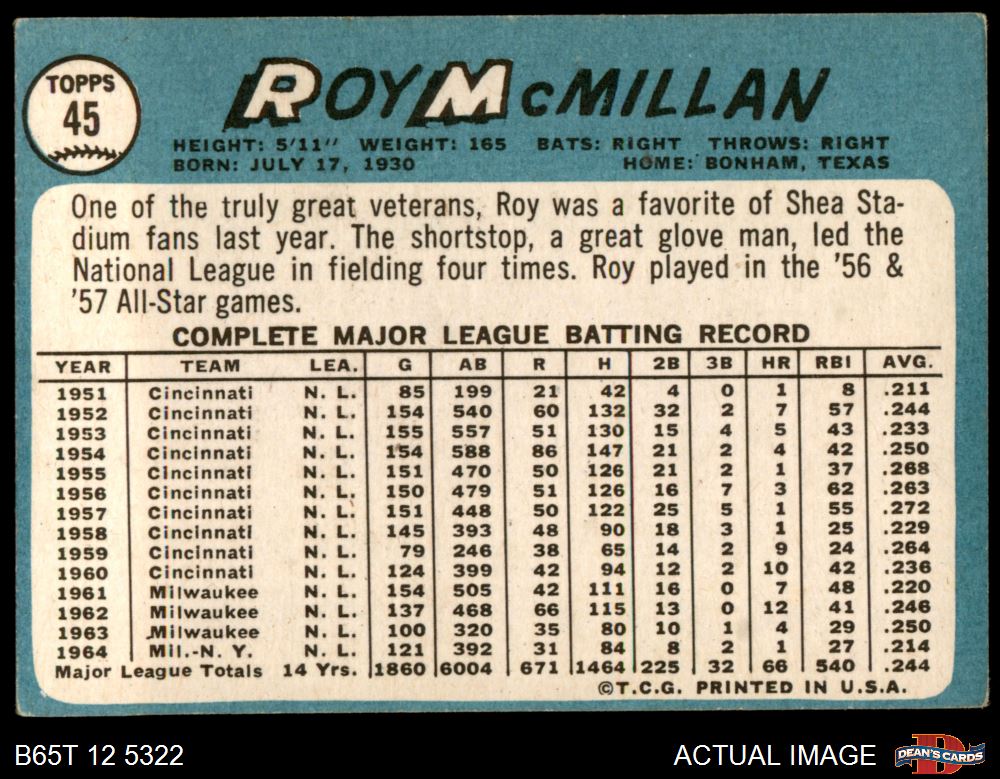 TOPPS
45
ROY McMILLAN
HEIGHT: 5/11" WEIGHT: 165 BATS: RIGHT THROWS: RIGHT
BORN: JULY 17, 1930 HOME: BONHAM, TEXAS
One of the truly great veterans, Roy was a favorite of Shea Sta-
dium fans last year. The shortstop, a great glove man, led the
National League in fielding four times. Roy played in the '56 &
'57 All-Star games.
COMPLETE MAJOR LEAGUE BATTING RECORD
YEAR TEAM LEA. G AB R H 2B 3B HR RBI AVG.
1951 Cincinnati N. L. 85 199 21 42 4 0 1 8 .211
1952 Cincinnati N. L. 154 540 60 132 32 2 7 57 .244
1953 Cincinnati N. L. 155 557 51 130 15 4 5 43 .233
1954 Cincinnati N. L. 154 588 86 147 21 2 4 42 .250
1955 Cincinnati N. L. 151 470 50 126 21 2 1 37 .268
1956 Cincinnati N. L. 150 479 51 126 16 7 3 62 .263
1957 Cincinnati N. L. 151 448 50 122 25 5 1 55 .272
1958 Cincinnati N. L. 145 393 48 90 18 3 1 25 .229
1959 Cincinnati N. L. 79 246 38 65 14 2 9 24 .264
1960 Cincinnati N. L. 124 399 42 94 12 2 10 42 .236
1961 Milwaukee N. L. 154 505 42 111 16 0 7 48 .220
1962 Milwaukee N. L. 137 468 66 115 13 0 12 41 .246
1963 Milwaukee N. L. 100 320 35 80 10 1 4 29 .250
1964 Mil.-N. Y. N. L. 121 392 31 84 8 2 1 27 .214
Major League Totals 14 Yrs. 1860 6004 671 1464 225 32 66 540 .244
©T.C.G. PRINTED IN U.S.A.
B65T 12 5322 ACTUAL IMAGE DEAN'S CARDS